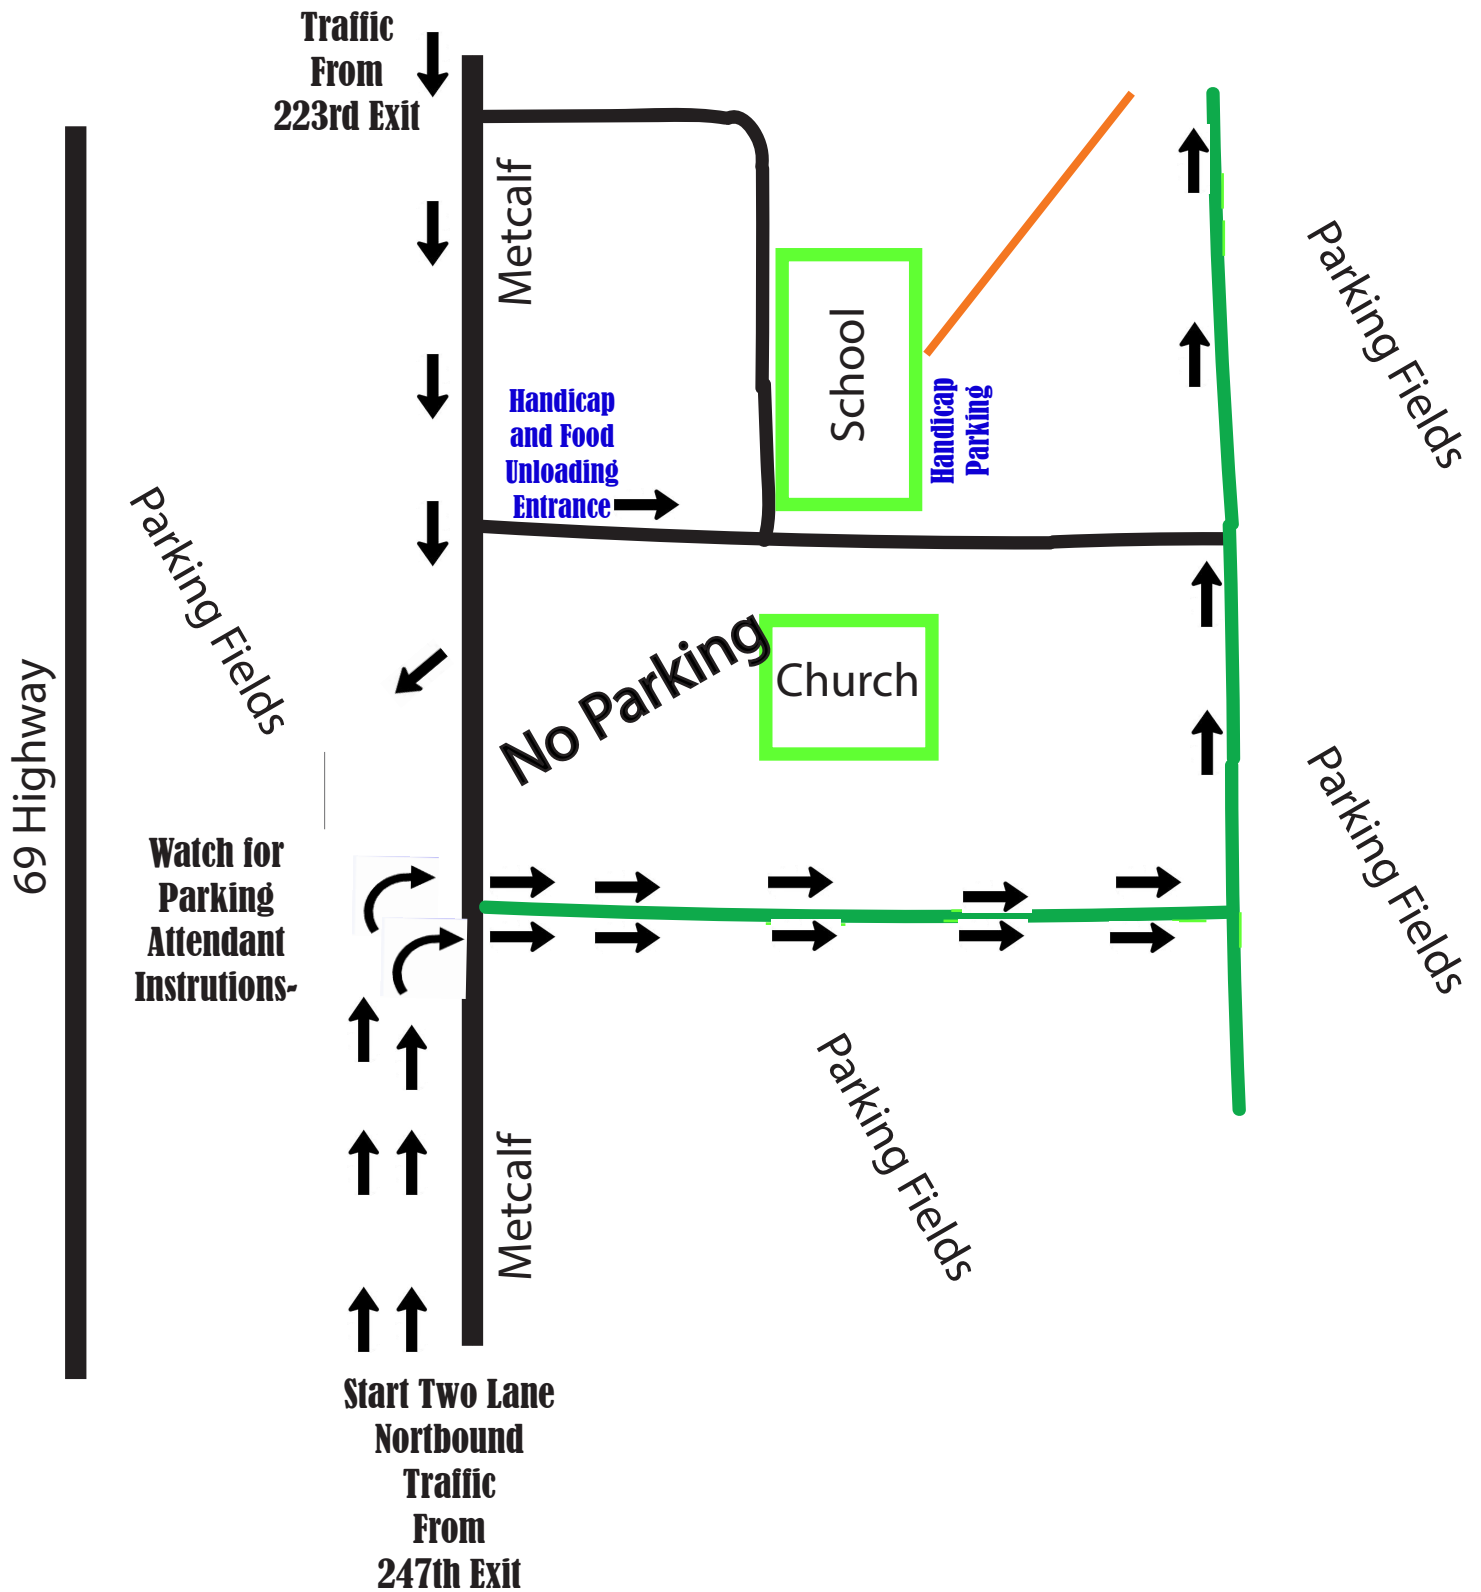 Traffic
From
223rd Exit
Metcalf
Parking Fields
School
Handicap
and Food
Unloading
Entrance
Handicap
Parking
Parking Fields
69 Highway
No Parking
Church
Parking Fields
Watch for
Parking
Attendant
Instrutions-
Parking Fields
Metcalf
Start Two Lane
Nortbound
Traffic
From
247th Exit